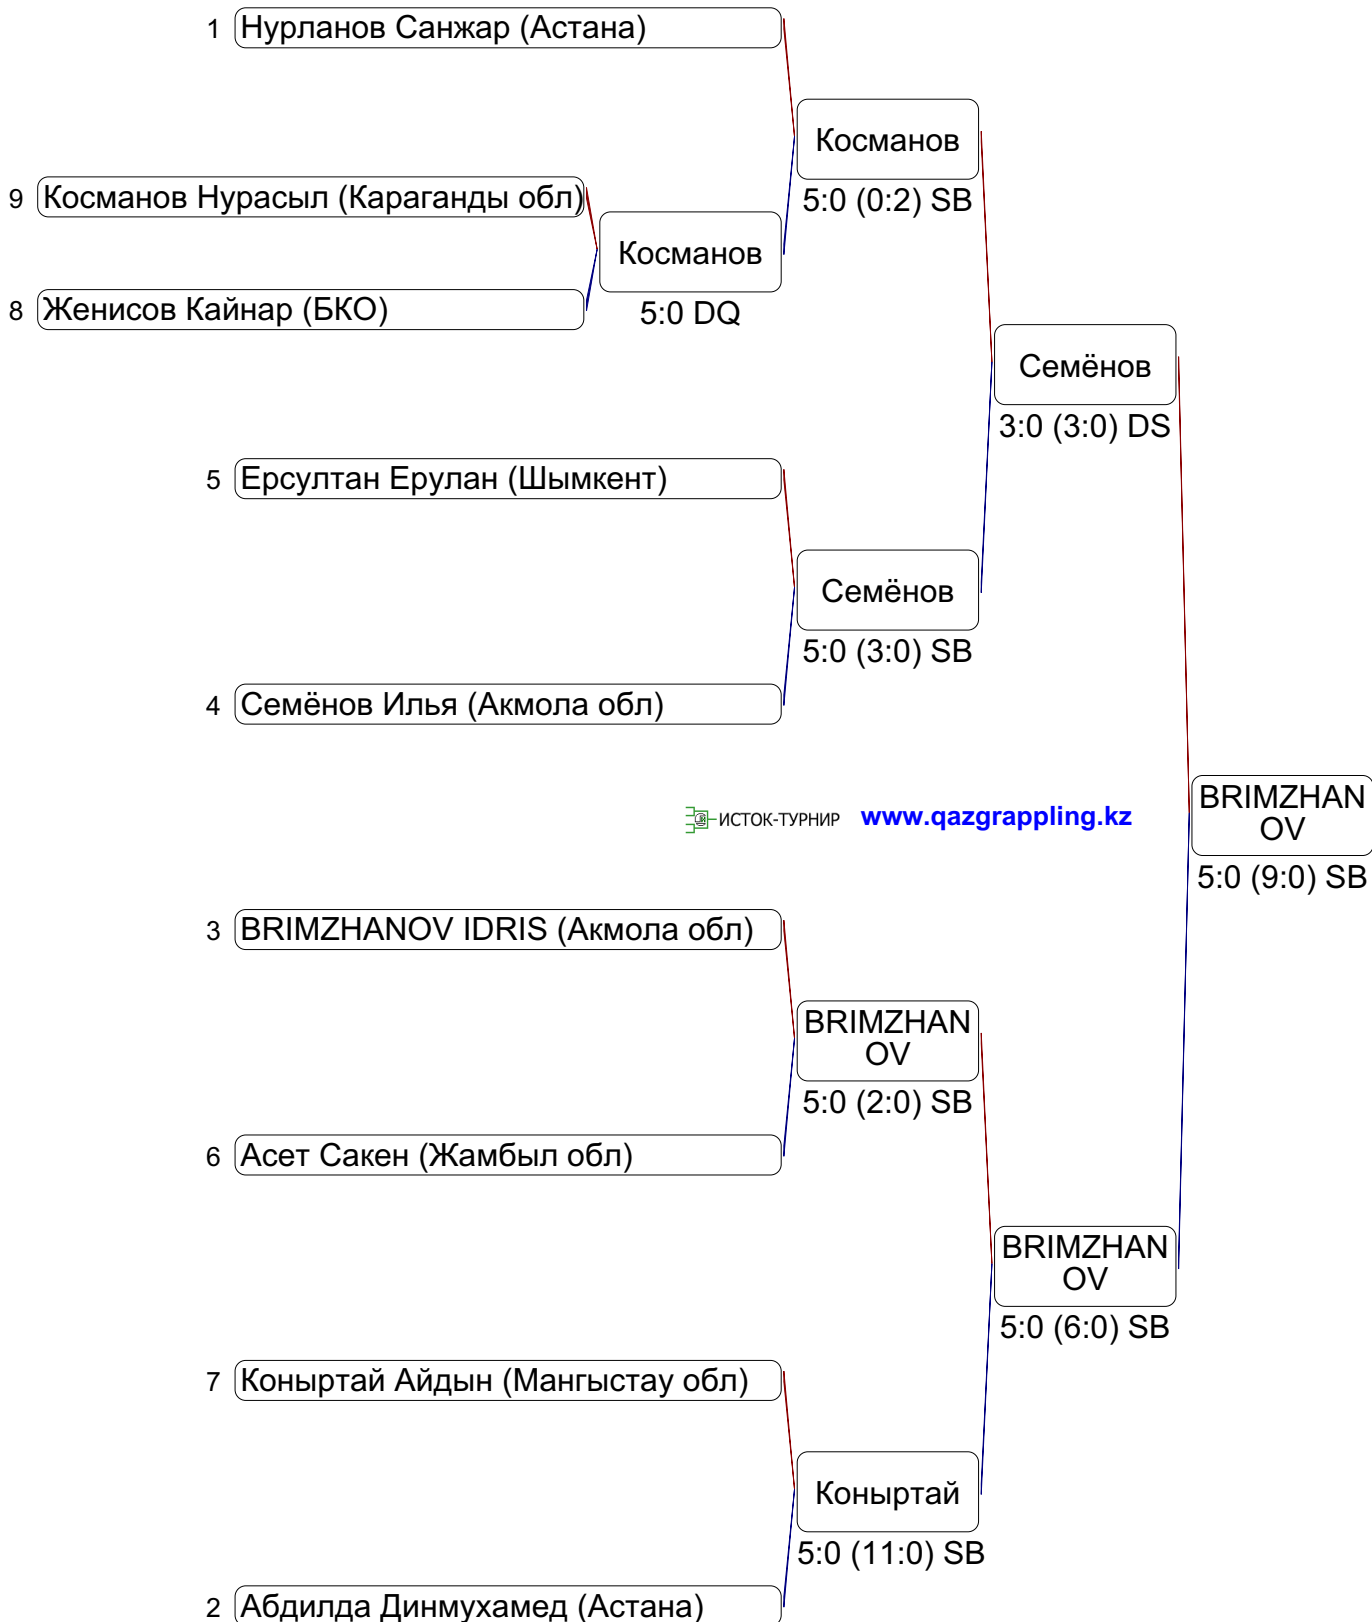 1 Нурланов Санжар (Астана)
Косманов
5:0 (0:2) SB
9 Косманов Нурасыл (Караганды обл)
Косманов
5:0 DQ
8 Женисов Кайнар (БКО)
Семёнов
3:0 (3:0) DS
5 Ерсултан Ерулан (Шымкент)
Семёнов
5:0 (3:0) SB
4 Семёнов Илья (Акмола обл)
ИСТОК-ТУРНИР www.qazgrappling.kz
BRIMZHAN
OV
5:0 (9:0) SB
3 BRIMZHANOV IDRIS (Акмола обл)
BRIMZHAN
OV
5:0 (2:0) SB
6 Асет Сакен (Жамбыл обл)
BRIMZHAN
OV
5:0 (6:0) SB
7 Коныртай Айдын (Мангыстау обл)
Коныртай
5:0 (11:0) SB
2 Абдилда Динмухамед (Астана)